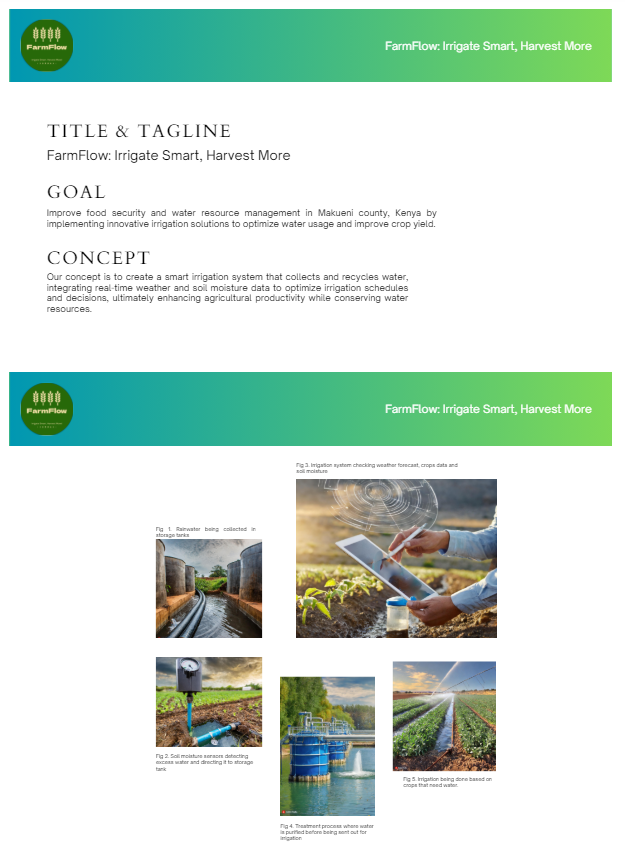 FarmFlow
FarmFlow: Irrigate Smart, Harvest More
TITLE & TAGLINE
FarmFlow: Irrigate Smart, Harvest More
GOAL
Improve food security and water resource management in Makueni county, Kenya by
implementing innovative irrigation solutions to optimize water usage and improve crop yield.
CONCEPT
Our concept is to create a smart irrigation system that collects and recycles water,
integrating real-time weather and soil moisture data to optimize irrigation schedules
and decisions, ultimately enhancing agricultural productivity while conserving water
resources.
FarmFlow
FarmFlow: Irrigate Smart, Harvest More
Fig 3. Irrigation system checking weather forecast, crops data and
soil moisture
Fig 1. Rainwater being collected in
storage tanks
Fig 2. Soil moisture sensors detecting
excess water and directing it to storage
tank
Fig 4. Treatment process where water
is purified before being sent out for
irrigation
Fig 5. Irrigation being done based on
crops that need water.